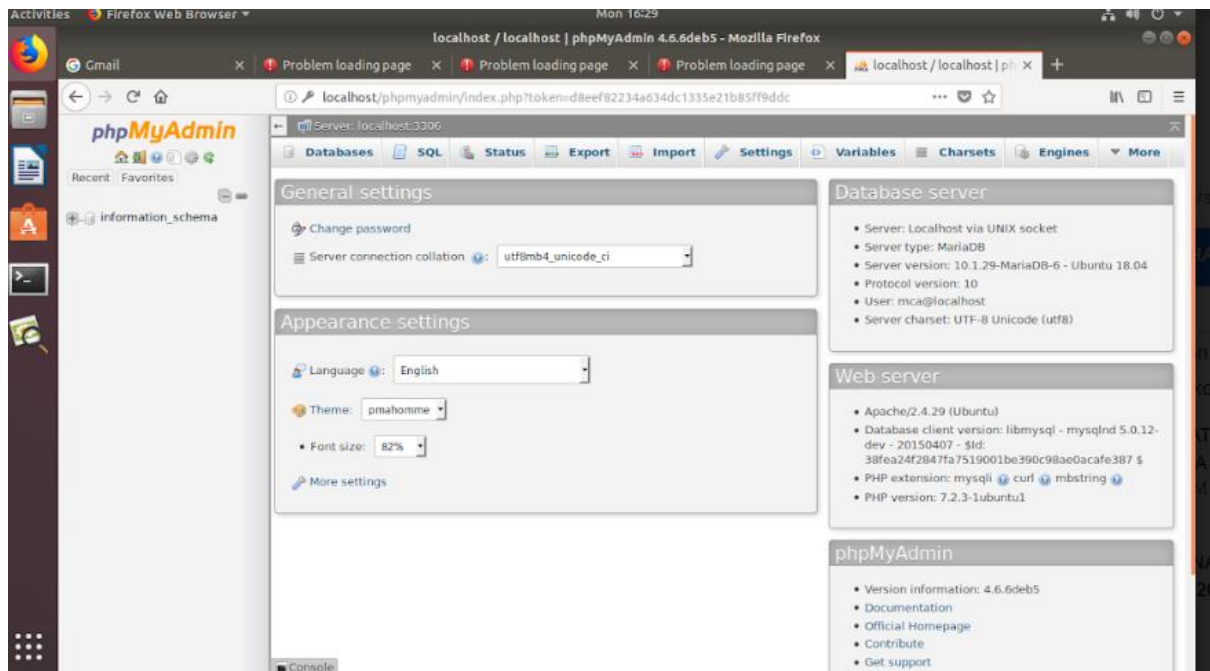 Activities Firefox Web Browser Mon 16:29
localhost / localhost | phpMyAdmin 4.6.6deb5 - Mozilla Firefox
Gmail Problem loading page Problem loading page Problem loading page localhost / localhost | ph
localhost/phpmyadmin/index.php?token=d8eef82234a634dc1335e21b85ff9ddc
phpMyAdmin
Recent Favorites
information_schema
Server: localhost:3306
Databases SQL Status Export Import Settings Variables Charsets Engines More
General settings
Change password
Server connection collation : utf8mb4_unicode_ci
Appearance settings
Language : English
Theme: pmahomme
• Font size: 82%
More settings
Database server
• Server: Localhost via UNIX socket
• Server type: MariaDB
• Server version: 10.1.29-MariaDB-6 - Ubuntu 18.04
• Protocol version: 10
• User: mca@localhost
• Server charset: UTF-8 Unicode (utf8)
Web server
• Apache/2.4.29 (Ubuntu)
• Database client version: libmysql - mysqlnd 5.0.12-
dev - 20150407 - $Id:
38fea24f2847fa7519001be390c98ae0acafe387 $
• PHP extension: mysqli curl mbstring
• PHP version: 7.2.3-1ubuntu1
phpMyAdmin
• Version information: 4.6.6deb5
• Documentation
• Official Homepage
• Contribute
• Get support
Console